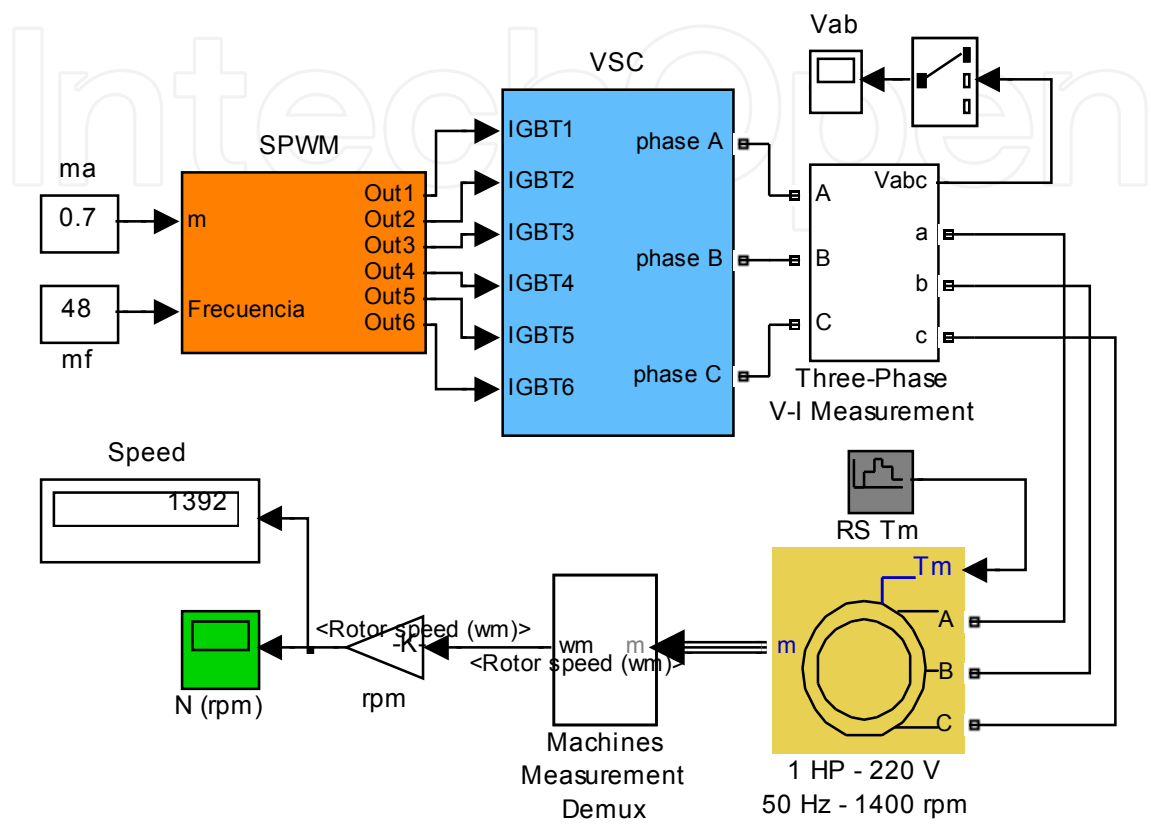 IntechOpen
Vab
VSC
SPWM
ma
0.7
48
mf
m
Frecuencia
Out1
Out2
Out3
Out4
Out5
Out6
IGBT1
IGBT2
IGBT3
IGBT4
IGBT5
IGBT6
phase A
phase B
phase C
A
B
C
Vabc
a
b
c
Three-Phase
V-I Measurement
Speed
1392
RS Tm
N (rpm)
<Rotor speed (wm)>
-K-
rpm
wm
m
<Rotor speed (wm)>
Machines
Measurement
Demux
Tm
m
A
B
C
1 HP - 220 V
50 Hz - 1400 rpm